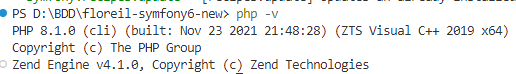 PS D:\BDD\floreil-symfony6-new> php -v
PHP 8.1.0 (cli) (built: Nov 23 2021 21:48:28) (ZTS Visual C++ 2019 x64)
Copyright (c) The PHP Group
Zend Engine v4.1.0, Copyright (c) Zend Technologies